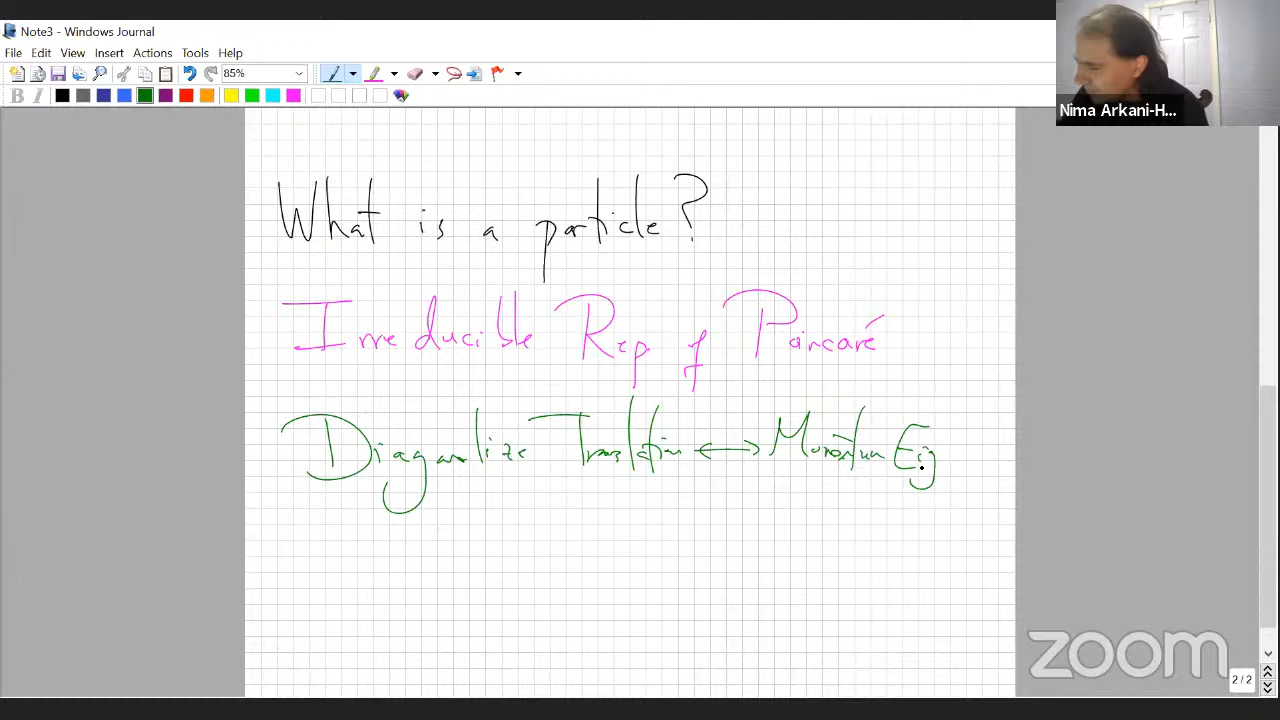 Note3 - Windows Journal
File Edit View Insert Actions Tools Help
85%
B I
Nima Arkani-H...
What is a particle?
Irreducible Rep of Poincaré
Diagonalize Translation ↔ Momentum Eig
zoom
2 / 2